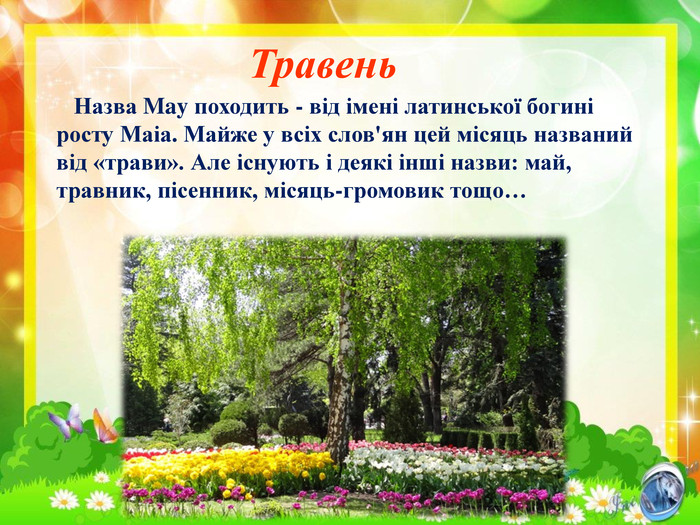 Травень
Назва May походить - від імені латинської богині
росту Maia. Майже у всіх слов'ян цей місяць названий
від «трави». Але існують і деякі інші назви: май,
травник, пісенник, місяць-громовик тощо…